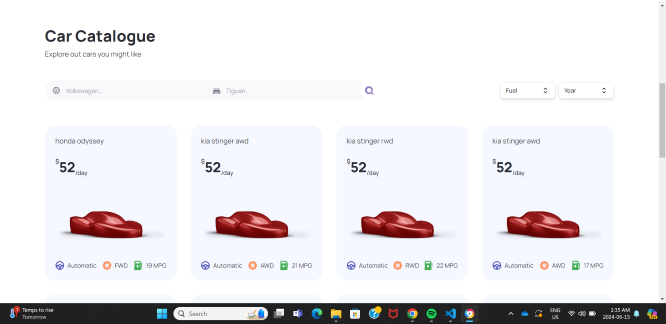 Car Catalogue
Explore out cars you might like
Volkswagen...
Tiguan...
Fuel
Year
honda odyssey
$52/day
Automatic
FWD
19 MPG
kia stinger awd
$52/day
Automatic
AWD
21 MPG
kia stinger rwd
$52/day
Automatic
RWD
22 MPG
kia stinger awd
$52/day
Automatic
AWD
17 MPG
Temps to rise
Tomorrow
Search
ENG
US
1:35 AM
2024-06-15